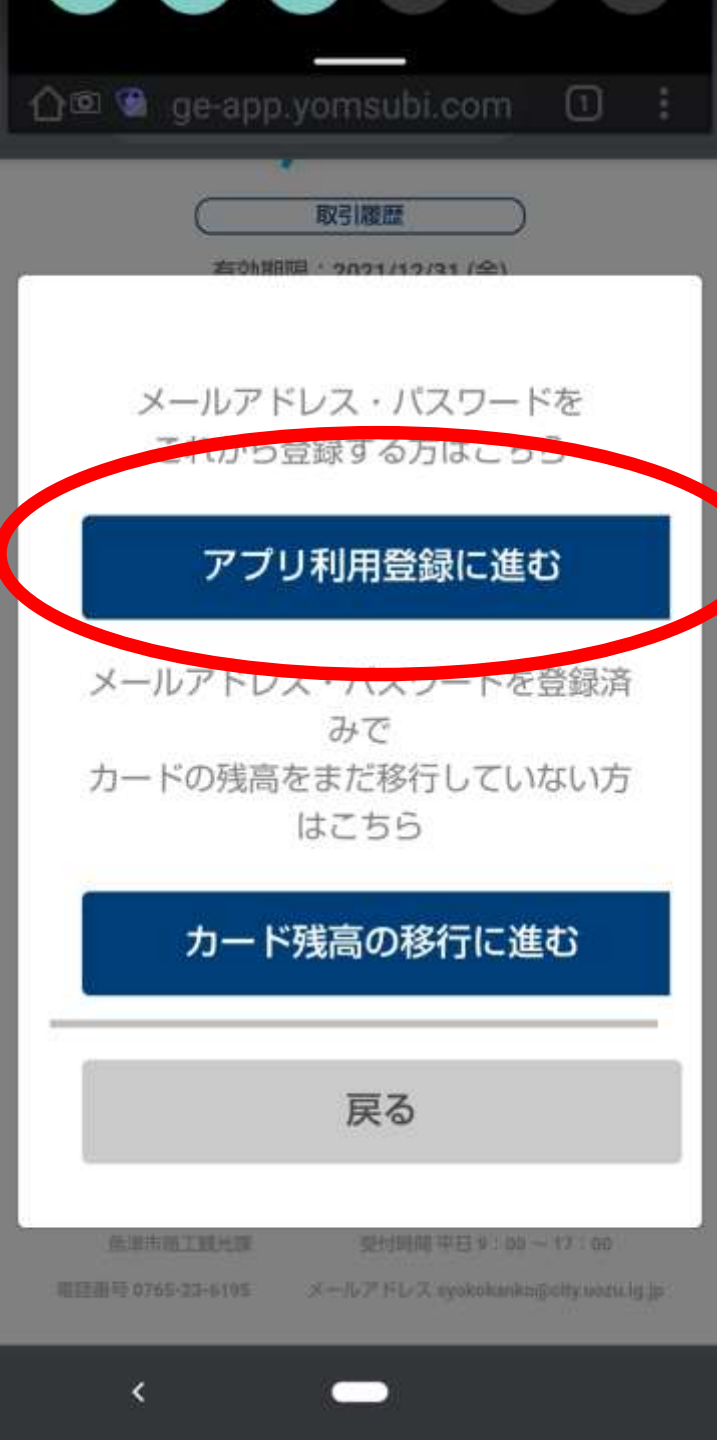 ge-app.yomsubi.com
1
取引履歴
有効期限：2021/12/31 (金)
メールアドレス・パスワードを
これから登録する方はこちら
アプリ利用登録に進む
メールアドレス・パスワードを登録済
みで
カードの残高をまだ移行していない方
はこちら
カード残高の移行に進む
戻る
魚津市商工観光課 受付時間 平日 9：00 ～ 17：00
電話番号 0765-23-6195 メールアドレス syokokanko@city.uozu.lg.jp